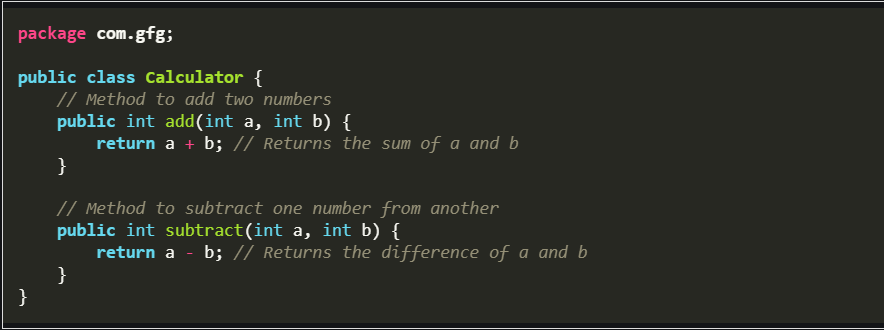 package com.gfg;
public class Calculator {
// Method to add two numbers
public int add(int a, int b) {
return a + b; // Returns the sum of a and b
}
// Method to subtract one number from another
public int subtract(int a, int b) {
return a - b; // Returns the difference of a and b
}
}